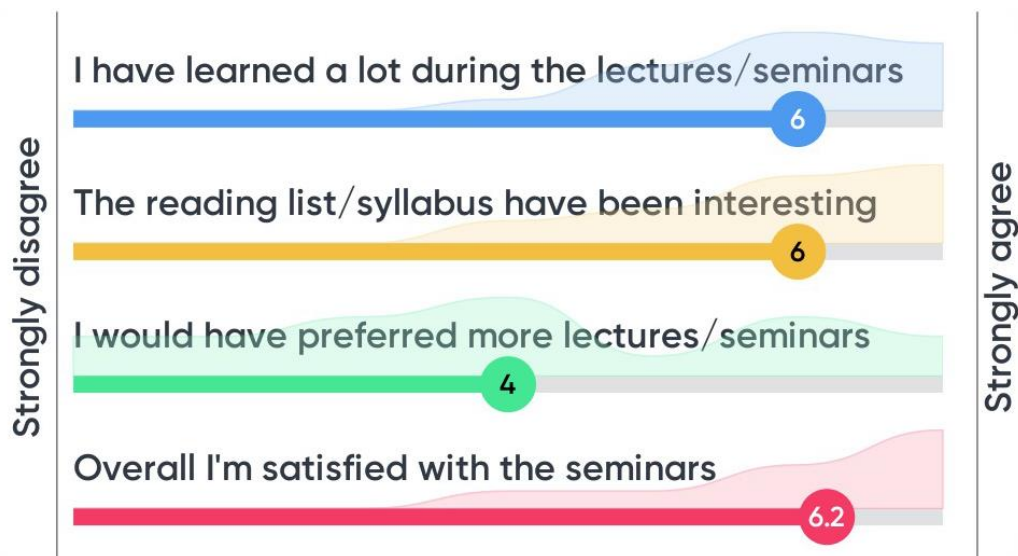 Strongly disagree
I have learned a lot during the lectures/seminars
6
The reading list/syllabus have been interesting
6
I would have preferred more lectures/seminars
4
Overall I'm satisfied with the seminars
6.2
Strongly agree